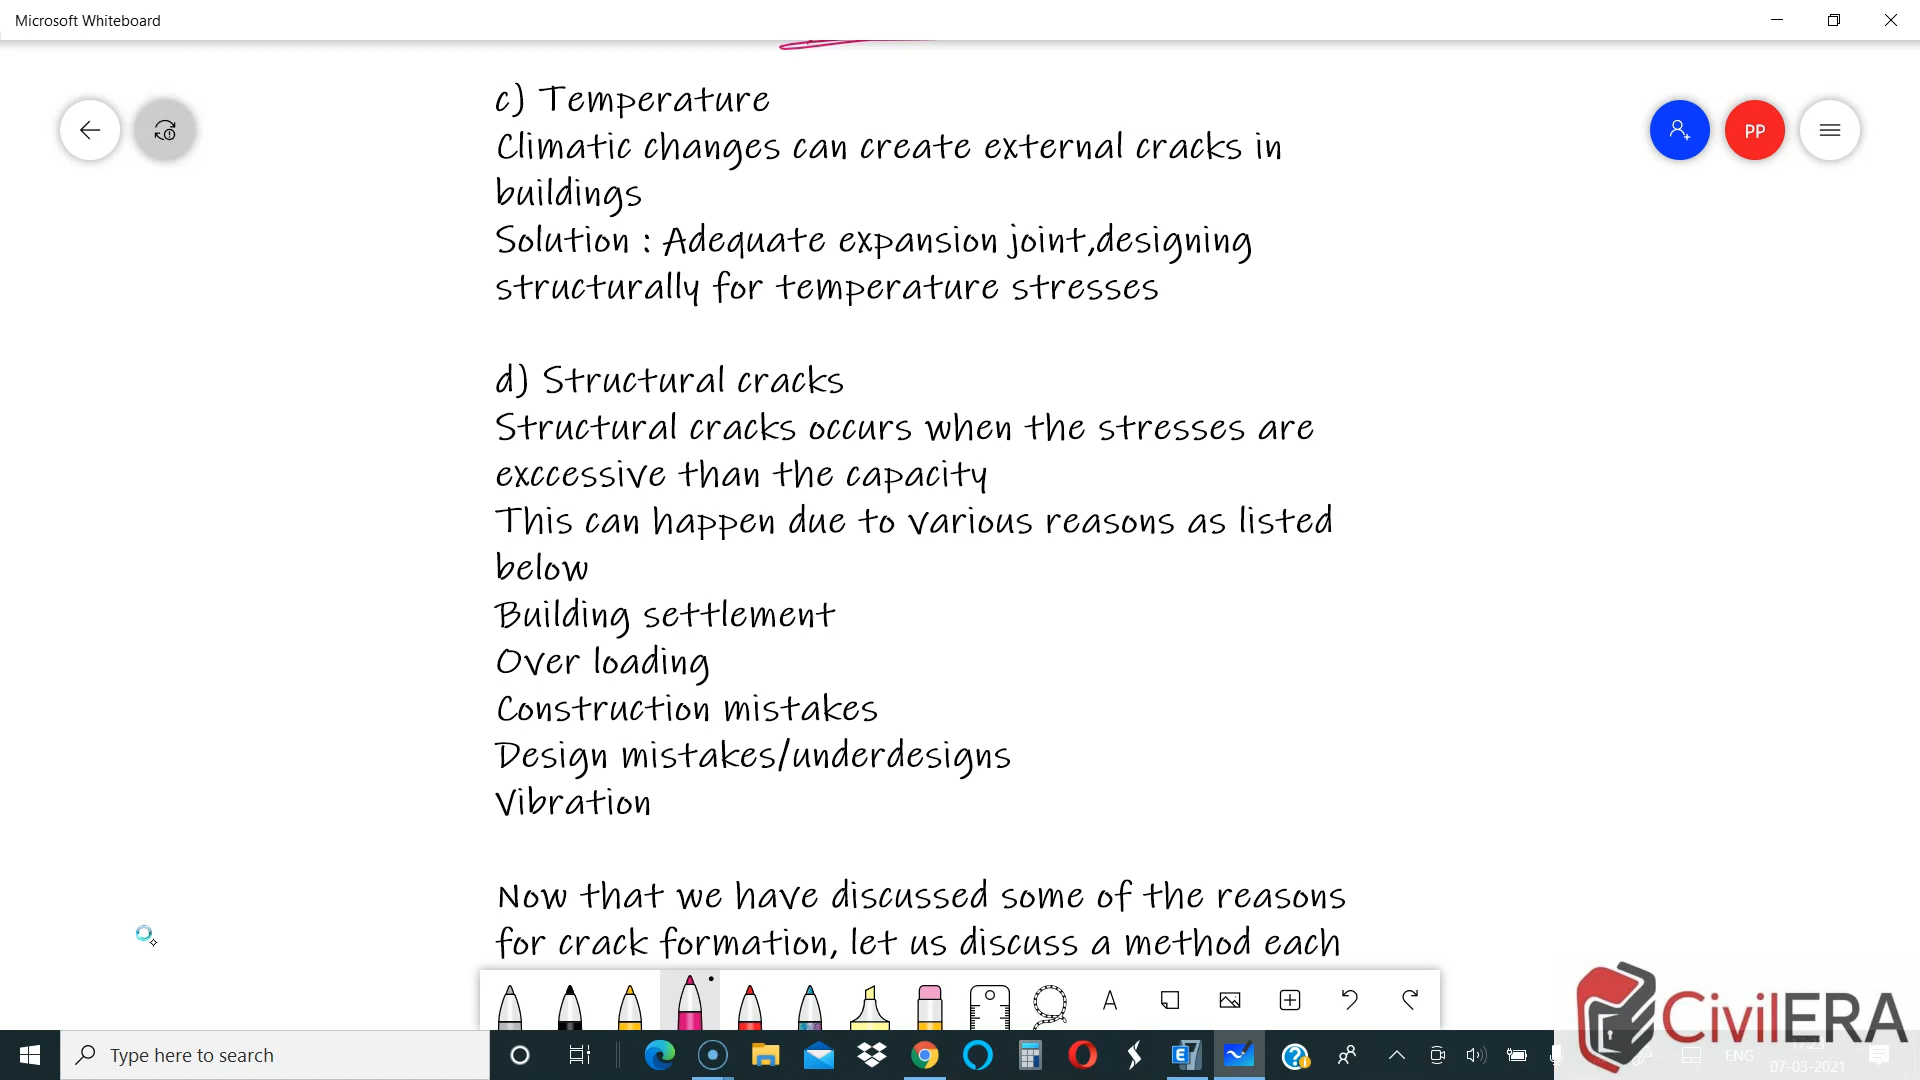 Microsoft Whiteboard
c) Temperature
Climatic changes can create external cracks in
buildings
Solution : Adequate expansion joint,designing
structurally for temperature stresses
PP
d) Structural cracks
Structural cracks occurs when the stresses are
exccessive than the capacity
This can happen due to various reasons as listed
below
Building settlement
Over loading
Construction mistakes
Design mistakes/underdesigns
Vibration
Now that we have discussed some of the reasons
for crack formation, let us discuss a method each
CivilERA
Type here to search
ENG
07-03-2021